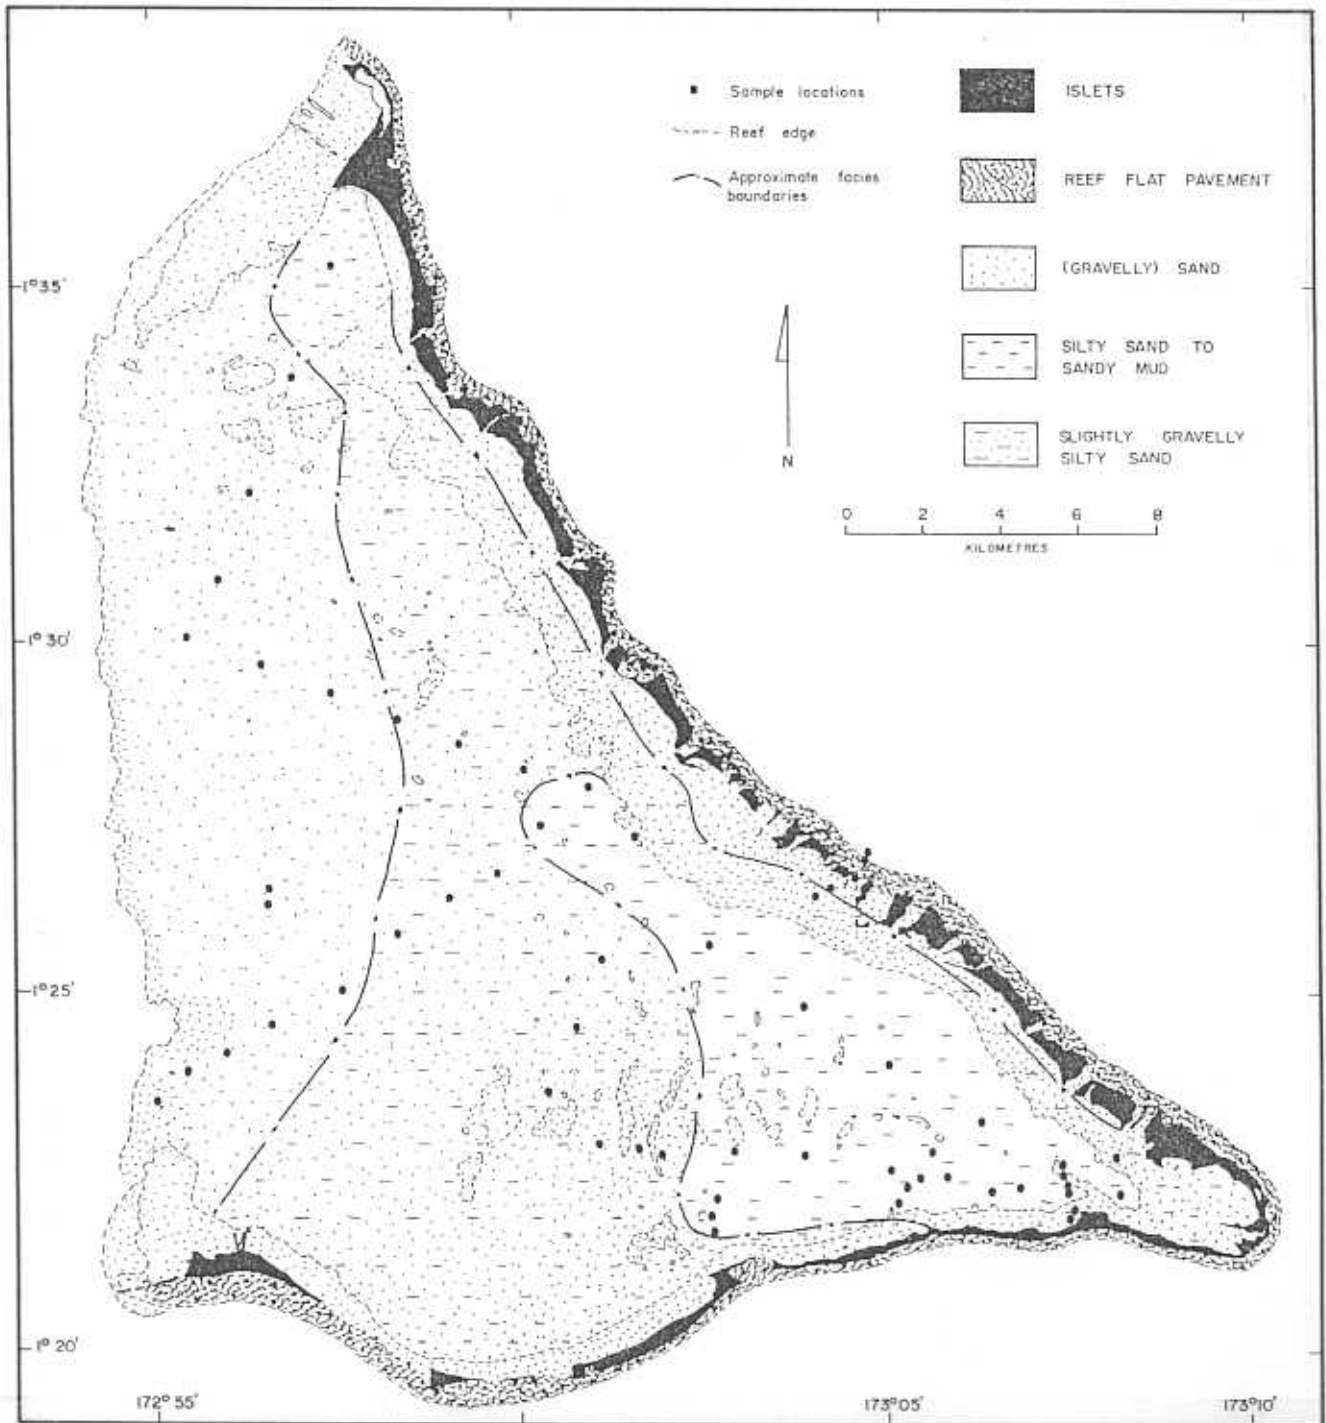 Sample locations
Reef edge
Approximate facies
boundaries
ISLETS
REEF FLAT PAVEMENT
(GRAVELLY) SAND
SILTY SAND TO
SANDY MUD
SLIGHTLY GRAVELLY
SILTY SAND
N
0 2 4 6 8
KILOMETRES
1°35'
1°30'
1°25'
1°20'
172°55' 173°05' 173°10'